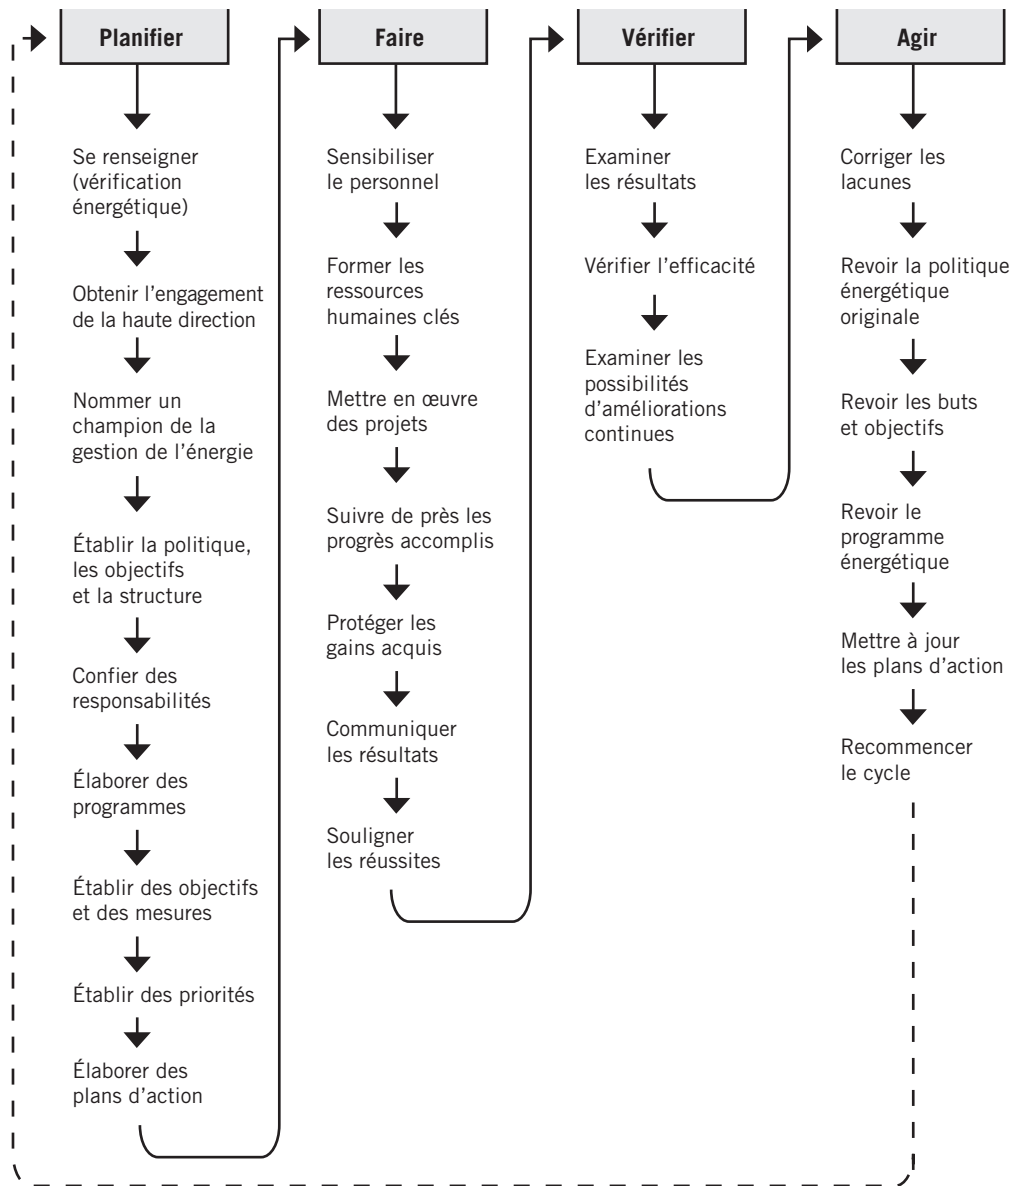 Planifier
Se renseigner
(vérification
énergétique)
Obtenir l'engagement
de la haute direction
Nommer un
champion de la
gestion de l'énergie
Établir la politique,
les objectifs
et la structure
Confier des
responsabilités
Élaborer des
programmes
Établir des objectifs
et des mesures
Établir des priorités
Élaborer des
plans d'action
Faire
Sensibiliser
le personnel
Former les
ressources
humaines clés
Mettre en œuvre
des projets
Suivre de près les
progrès accomplis
Protéger les
gains acquis
Communiquer
les résultats
Souligner
les réussites
Vérifier
Examiner
les résultats
Vérifier l'efficacité
Examiner les
possibilités
d'améliorations
continues
Agir
Corriger les
lacunes
Revoir la politique
énergétique
originale
Revoir les buts
et objectifs
Revoir le
programme
énergétique
Mettre à jour
les plans d'action
Recommencer
le cycle